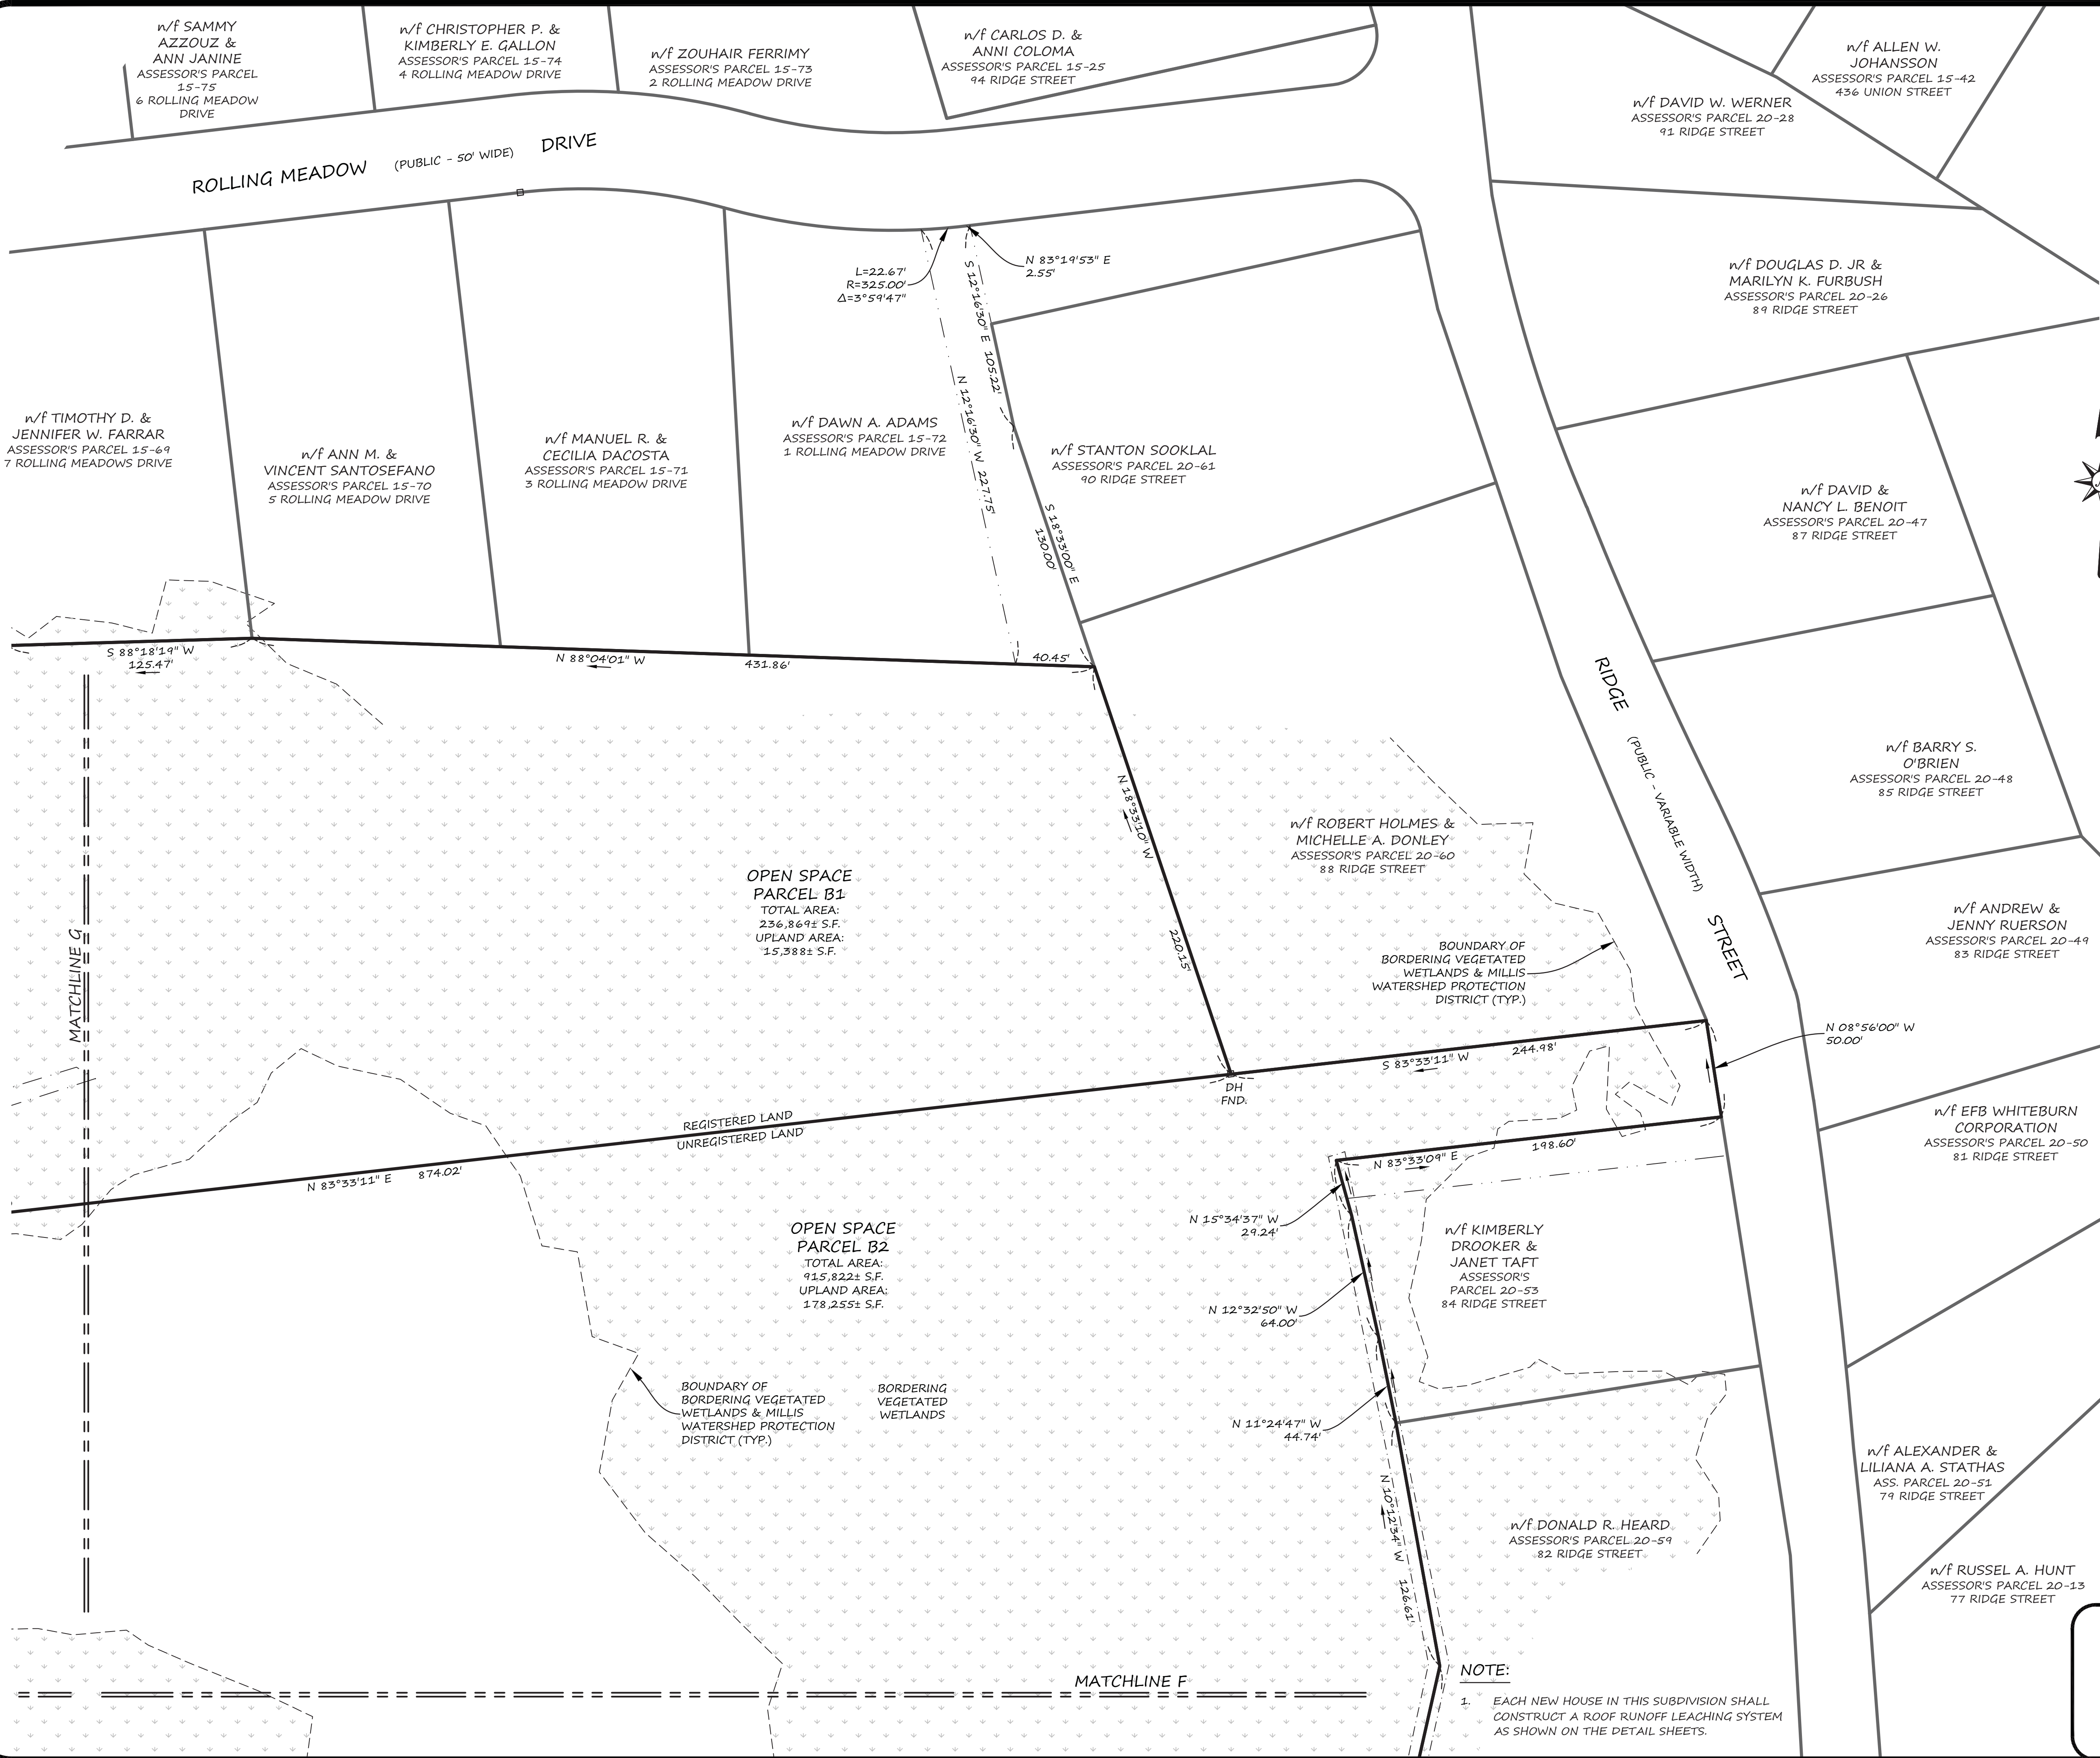 n/f SAMMY
AZZOUZ &
ANN JANINE
ASSESSOR'S PARCEL
15-75
6 ROLLING MEADOW
DRIVE
n/f CHRISTOPHER P. &
KIMBERLY E. GALLON
ASSESSOR'S PARCEL 15-74
4 ROLLING MEADOW DRIVE
n/f ZOUHAIR FERRIMY
ASSESSOR'S PARCEL 15-73
2 ROLLING MEADOW DRIVE
n/f CARLOS D. &
ANNI COLOMA
ASSESSOR'S PARCEL 15-25
94 RIDGE STREET
n/f ALLEN W.
JOHANSSON
ASSESSOR'S PARCEL 15-42
436 UNION STREET
n/f DAVID W. WERNER
ASSESSOR'S PARCEL 20-28
91 RIDGE STREET
ROLLING MEADOW (PUBLIC - 50' WIDE) DRIVE
L=22.67'
R=325.00'
Δ=3°59'47"
N 83°19'53" E
2.55'
S 12°16'30" E 105.22'
N 12°16'30" W 227.75'
n/f DOUGLAS D. JR &
MARILYN K. FURBUSH
ASSESSOR'S PARCEL 20-26
89 RIDGE STREET
n/f TIMOTHY D. &
JENNIFER W. FARRAR
ASSESSOR'S PARCEL 15-69
7 ROLLING MEADOWS DRIVE
n/f ANN M. &
VINCENT SANTOSEFANO
ASSESSOR'S PARCEL 15-70
5 ROLLING MEADOW DRIVE
n/f MANUEL R. &
CECILIA DACOSTA
ASSESSOR'S PARCEL 15-71
3 ROLLING MEADOW DRIVE
n/f DAWN A. ADAMS
ASSESSOR'S PARCEL 15-72
1 ROLLING MEADOW DRIVE
n/f STANTON SOOKLAL
ASSESSOR'S PARCEL 20-61
90 RIDGE STREET
S 18°33'00" E
130.00'
n/f DAVID &
NANCY L. BENOIT
ASSESSOR'S PARCEL 20-47
87 RIDGE STREET
S 88°18'19" W
125.47'
N 88°04'01" W
431.86'
40.45'
RIDGE (PUBLIC - VARIABLE WIDTH) STREET
n/f BARRY S.
O'BRIEN
ASSESSOR'S PARCEL 20-48
85 RIDGE STREET
N 18°33'10" W
220.15'
n/f ROBERT HOLMES &
MICHELLE A. DONLEY
ASSESSOR'S PARCEL 20-60
88 RIDGE STREET
OPEN SPACE
PARCEL B1
TOTAL AREA:
236,869± S.F.
UPLAND AREA:
15,388± S.F.
BOUNDARY OF
BORDERING VEGETATED
WETLANDS & MILLIS
WATERSHED PROTECTION
DISTRICT (TYP.)
n/f ANDREW &
JENNY RUERSON
ASSESSOR'S PARCEL 20-49
83 RIDGE STREET
MATCHLINE G
N 08°56'00" W
50.00'
S 83°33'11" W
244.98'
DH
FND.
REGISTERED LAND
UNREGISTERED LAND
N 83°33'11" E 874.02'
N 83°33'09" E
198.60'
n/f EFB WHITEBURN
CORPORATION
ASSESSOR'S PARCEL 20-50
81 RIDGE STREET
N 15°34'37" W
29.24'
OPEN SPACE
PARCEL B2
TOTAL AREA:
915,822± S.F.
UPLAND AREA:
178,255± S.F.
n/f KIMBERLY
DROOKER &
JANET TAFT
ASSESSOR'S
PARCEL 20-53
84 RIDGE STREET
N 12°32'50" W
64.00'
BOUNDARY OF
BORDERING VEGETATED
WETLANDS & MILLIS
WATERSHED PROTECTION
DISTRICT (TYP.)
BORDERING
VEGETATED
WETLANDS
N 11°24'47" W
44.74'
N 10°12'34" W 126.61'
n/f ALEXANDER &
LILIANA A. STATHAS
ASS. PARCEL 20-51
79 RIDGE STREET
n/f DONALD R. HEARD
ASSESSOR'S PARCEL 20-59
82 RIDGE STREET
n/f RUSSEL A. HUNT
ASSESSOR'S PARCEL 20-13
77 RIDGE STREET
MATCHLINE F
NOTE:
1. EACH NEW HOUSE IN THIS SUBDIVISION SHALL
CONSTRUCT A ROOF RUNOFF LEACHING SYSTEM
AS SHOWN ON THE DETAIL SHEETS.